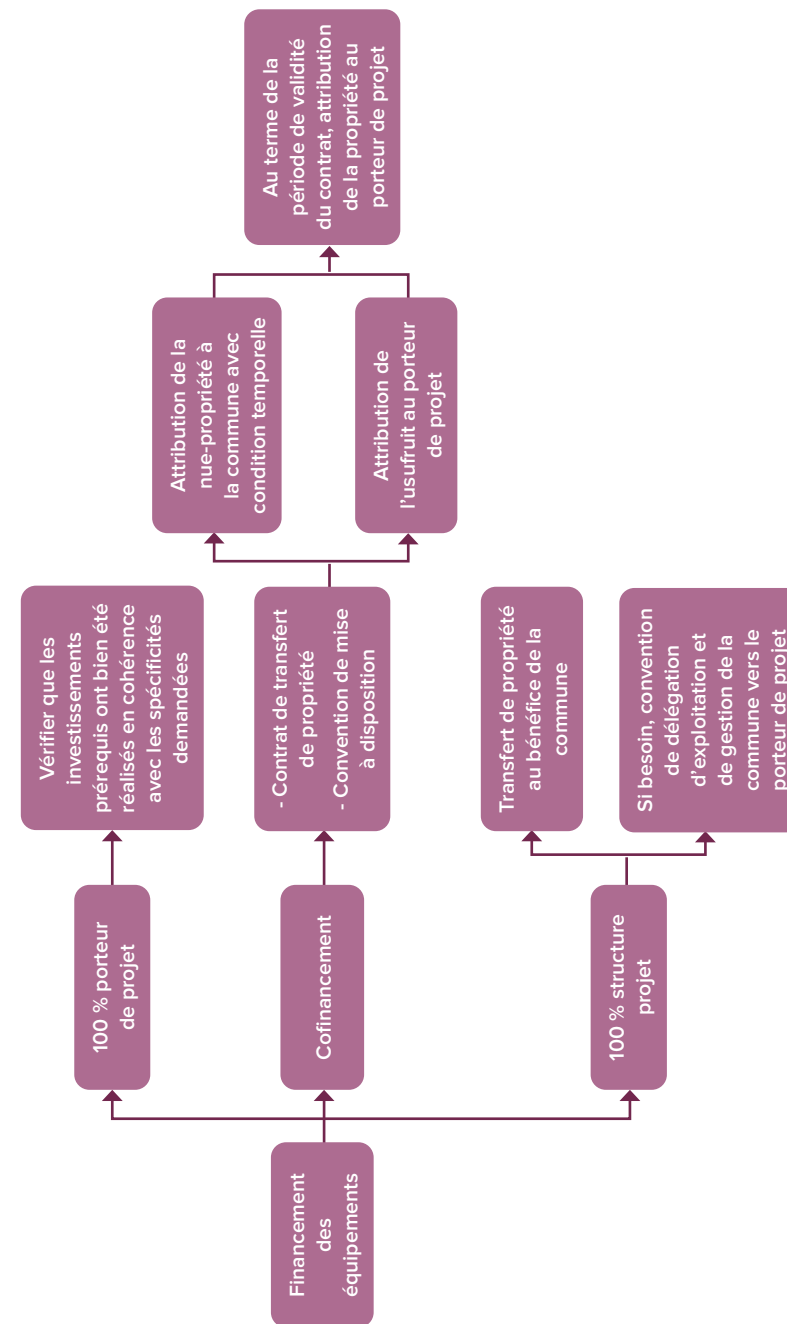 Financement
des
équipements
100 % porteur
de projet
Vérifier que les
investissements
prérequis ont bien été
réalisés en cohérence
avec les spécificités
demandées
Cofinancement
- Contrat de transfert
de propriété
- Convention de mise
à disposition
Attribution de la
nue-propriété à
la commune avec
condition temporelle
Attribution de
l'usufruit au porteur
de projet
Au terme de la
période de validité
du contrat, attribution
de la propriété au
porteur de projet
100 % structure
projet
Transfert de propriété
au bénéfice de la
commune
Si besoin, convention
de délégation
d'exploitation et
de gestion de la
commune vers le
porteur de projet